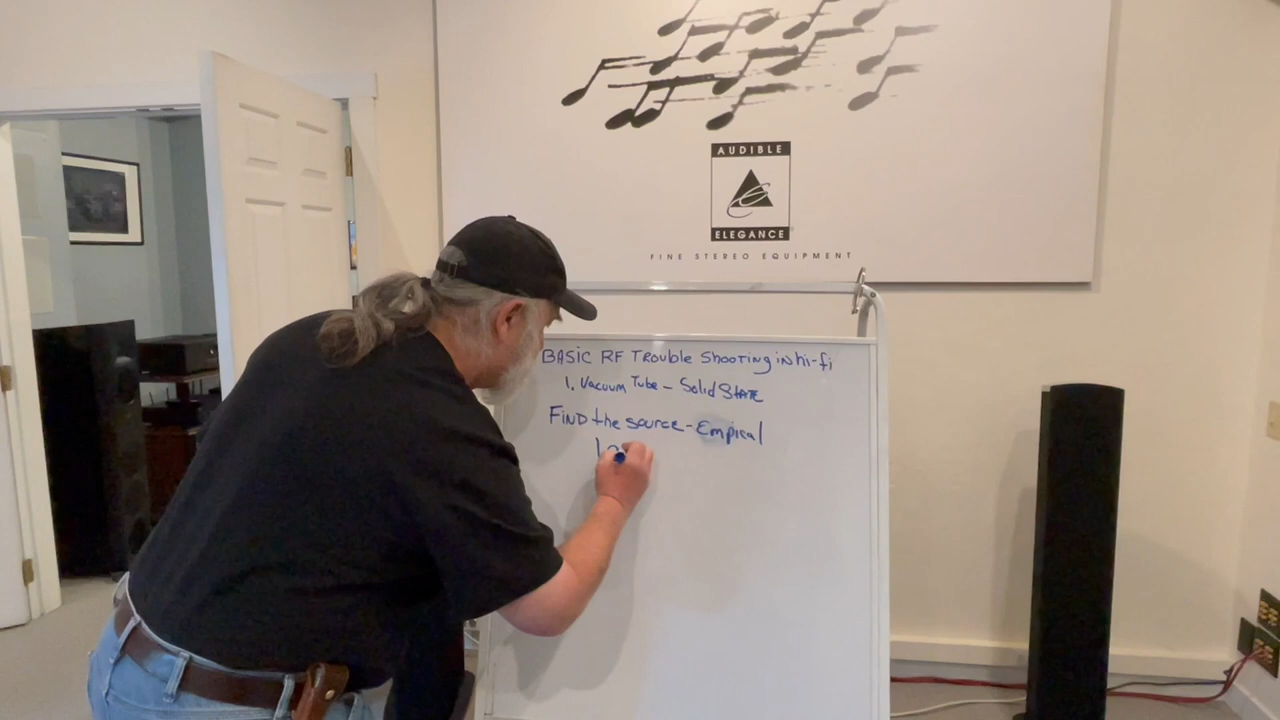 AUDIBLE
ELEGANCE
FINE STEREO EQUIPMENT
BASIC RF TROUBLE SHOOTING IN hi-fi
1. VACUUM TUBE - Solid STATE
FIND the SOURCE - Empirical